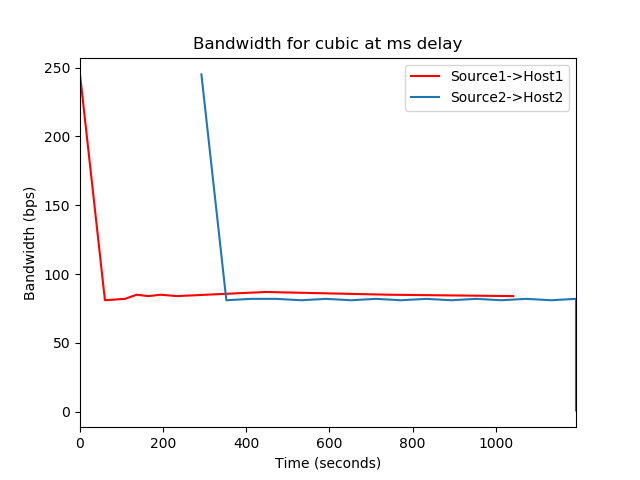 Bandwidth for cubic at ms delay
Source1->Host1
Source2->Host2
Bandwidth (bps)
250
200
150
100
50
0
0 200 400 600 800 1000
Time (seconds)